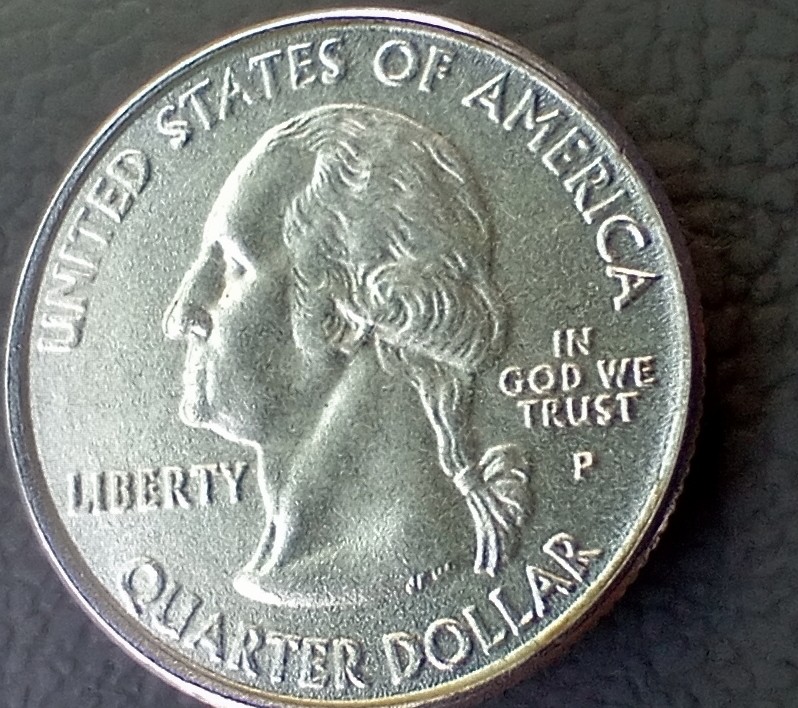 UNITED STATES OF AMERICA
LIBERTY
IN
GOD WE
TRUST
P
QUARTER DOLLAR